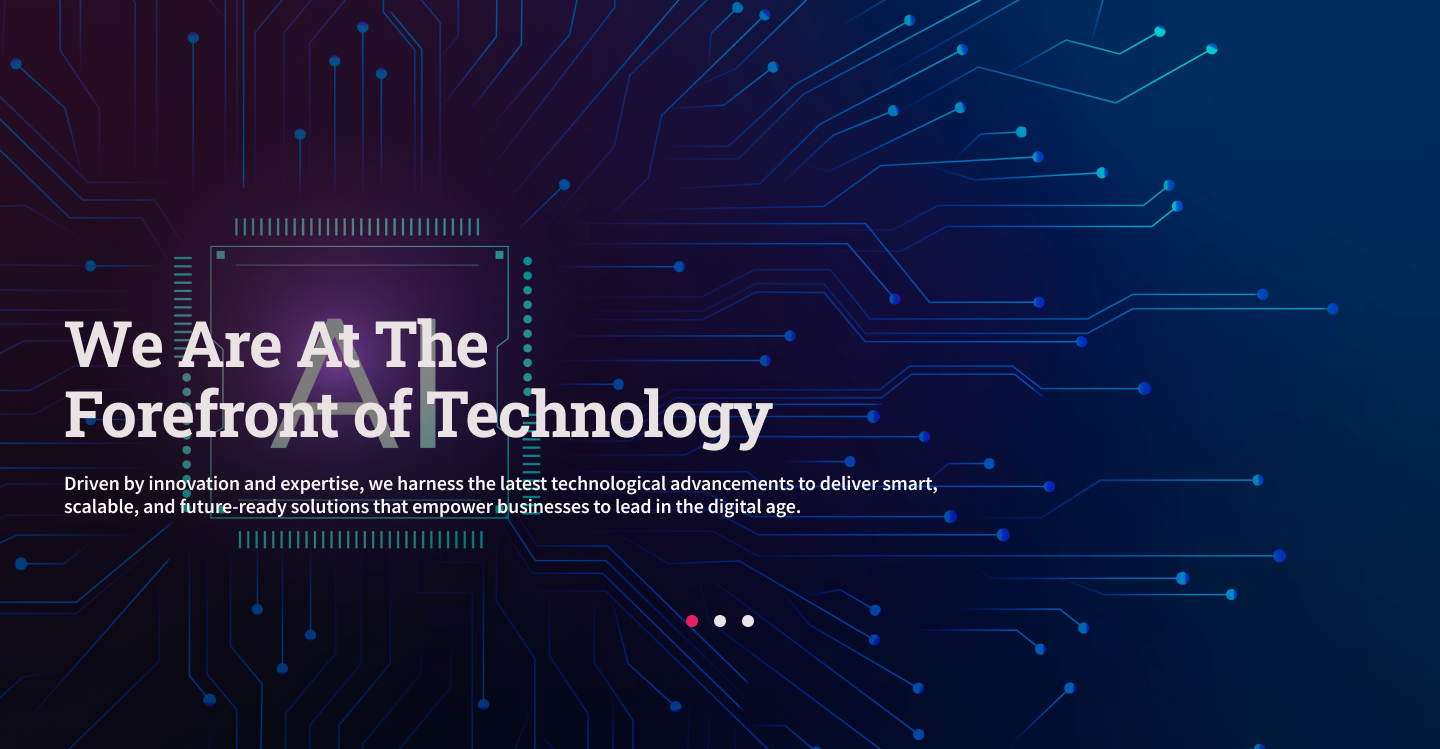 We Are At The
Forefront of Technology
AI
Driven by innovation and expertise, we harness the latest technological advancements to deliver smart,
scalable, and future-ready solutions that empower businesses to lead in the digital age.